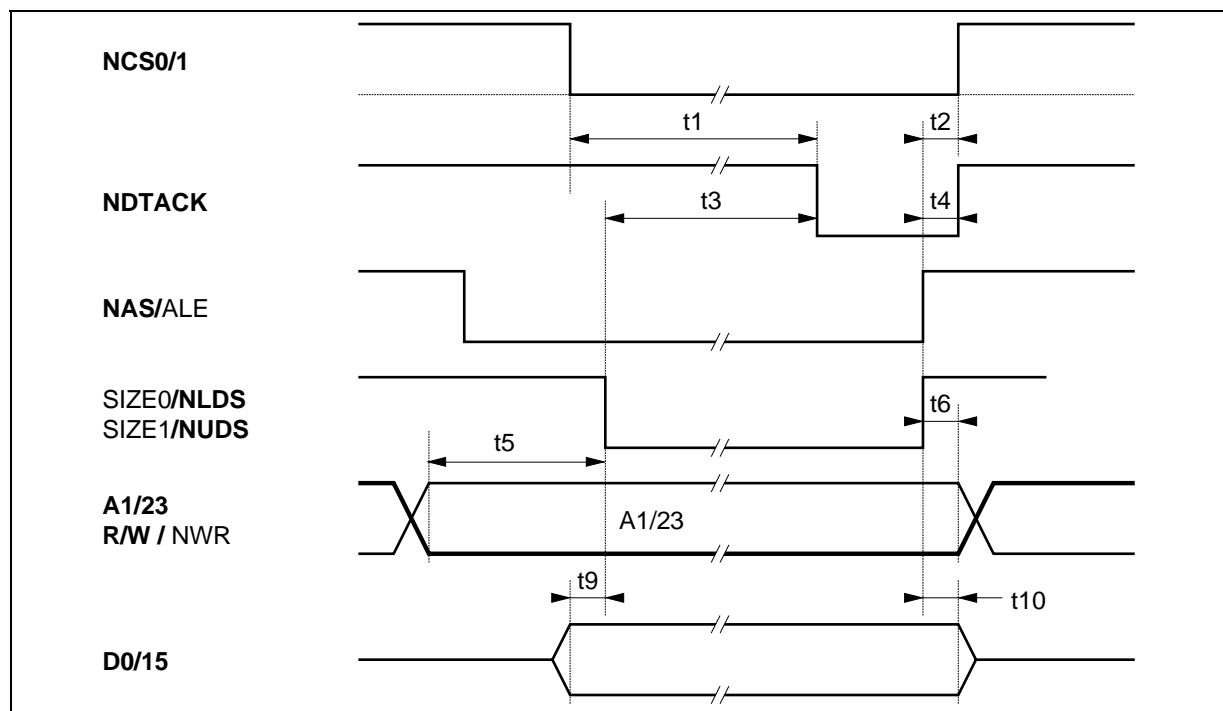 NCS0/1
t1
t2
NDTACK
t3
t4
NAS/ALE
SIZE0/NLDS
SIZE1/NUDS
t6
t5
A1/23
R/W / NWR
A1/23
t9
t10
D0/15